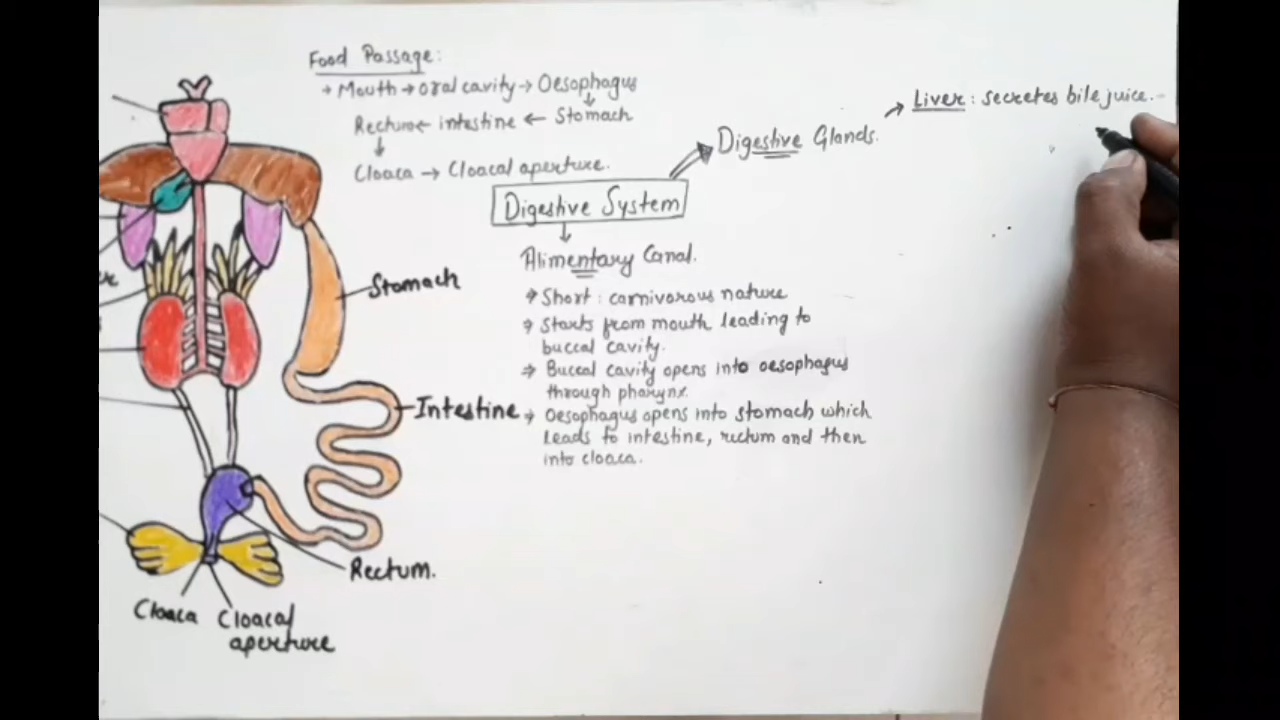 Food Passage:
→ Mouth → oral cavity → Oesophagus
↓
Rectum ← intestine ← Stomach
↓
Cloaca → Cloacal aperture.
→ Liver : secretes bile juice.
Digestive Glands.
Digestive System
↓
Alimentary Canal.
→ Short : carnivorous nature
→ Starts from mouth leading to
buccal cavity.
→ Buccal cavity opens into oesophagus
through pharynx.
→ Oesophagus opens into stomach which
leads to intestine, rectum and then
into cloaca.
Stomach
Intestine
Rectum.
Cloaca
Cloacal
aperture